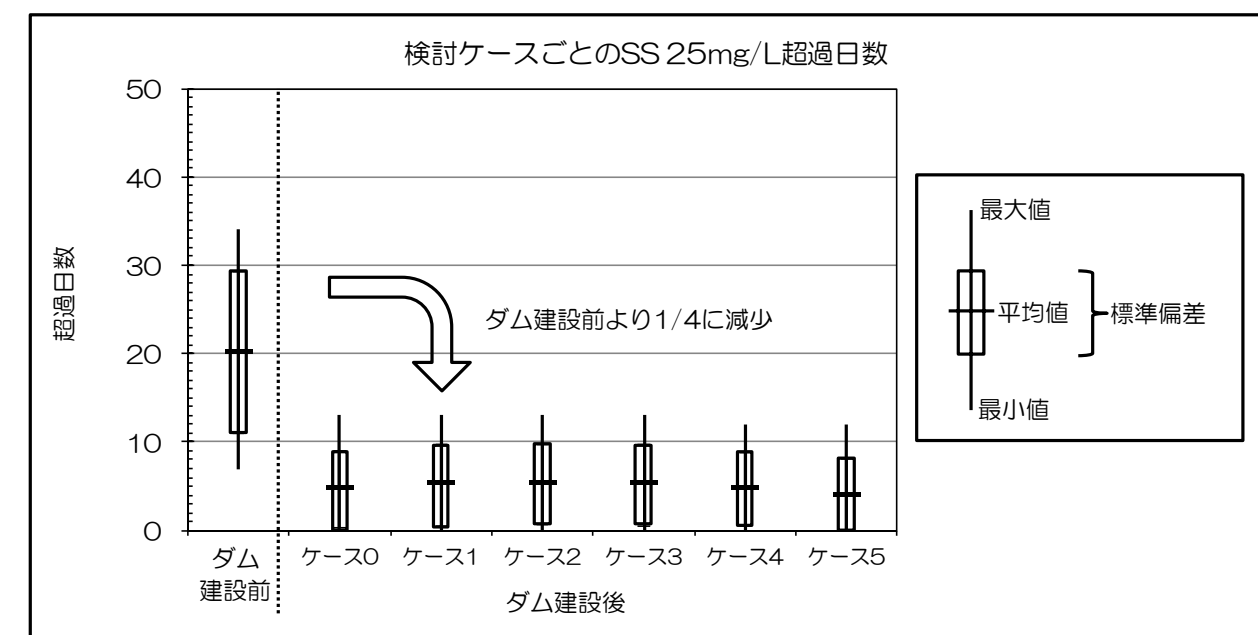 検討ケースごとのSS 25mg/L超過日数
超過日数
50
40
30
20
10
0
ダム建設前より1/4に減少
ダム
建設前
ケース0
ケース1
ケース2
ケース3
ケース4
ケース5
ダム建設後
最大値
平均値
標準偏差
最小値